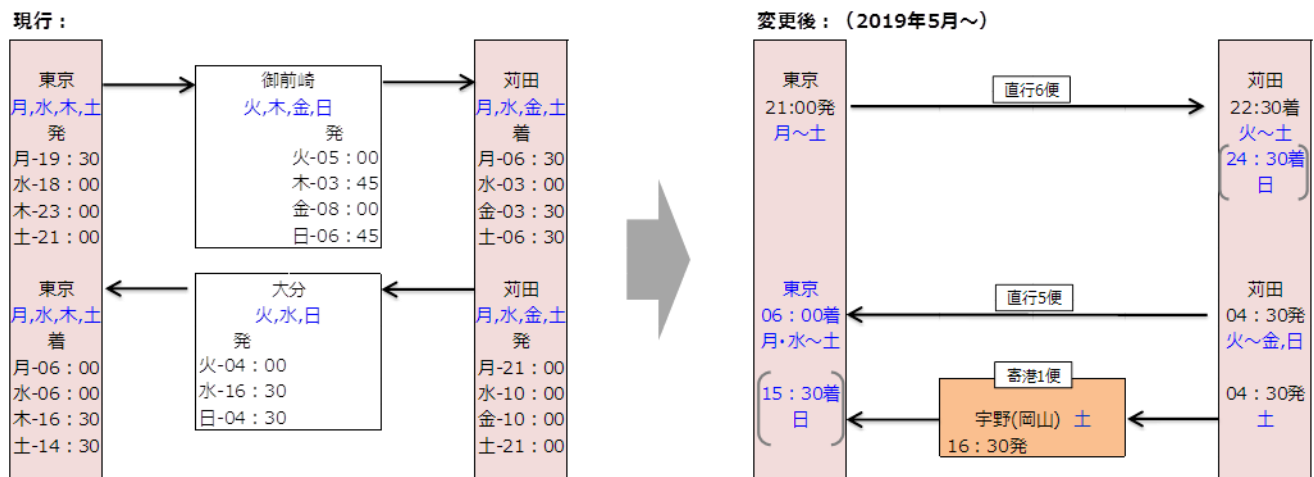 現行：
東京
月,水,木,土
発
月-19：30
水-18：00
木-23：00
土-21：00
御前崎
火,木,金,日
発
火-05：00
木-03：45
金-08：00
日-06：45
苅田
月,水,金,土
着
月-06：30
水-03：00
金-03：30
土-06：30
東京
月,水,木,土
着
月-06：00
水-06：00
木-16：30
土-14：30
大分
火,水,日
発
火-04：00
水-16：30
日-04：30
苅田
月,水,金,土
発
月-21：00
水-10：00
金-10：00
土-21：00
変更後：（2019年5月～）
東京
21:00発
月～土
直行6便
苅田
22:30着
火～土
24：30着
日
東京
06：00着
月・水～土
15：30着
日
直行5便
寄港1便
宇野(岡山) 土
16：30発
苅田
04：30発
火～金,日
04：30発
土